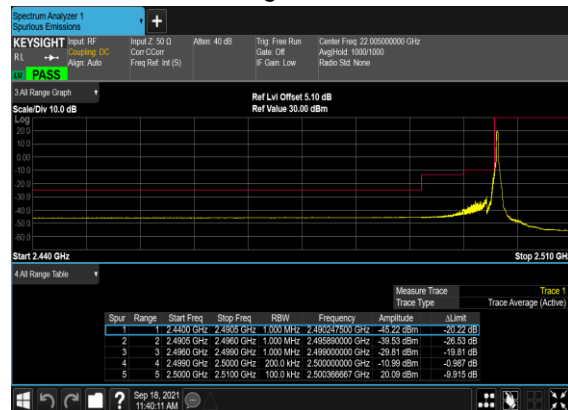 Spectrum Analyzer 1
Spurious Emissions
KEYSIGHT Input: RF Input Z: 50 Ω Atten: 40 dB Trig: Free Run Center Freq: 22.005000000 GHz
RL Coupling: DC Corr CCorr Gate: Off Avg|Hold: 1000/1000
Align: Auto Freq Ref: Int (S) IF Gain: Low Radio Std: None
PASS
3 All Range Graph
Ref Lvl Offset 5.10 dB
Scale/Div 10.0 dB Ref Value 30.00 dBm
Log
20.0
10.0
0.00
-10.0
-20.0
-30.0
-40.0
-50.0
-60.0
Start 2.440 GHz Stop 2.510 GH
4 All Range Table
Measure Trace Trace 1
Trace Type Trace Average (Active)
Spur Range Start Freq Stop Freq RBW Frequency Amplitude ΔLimit
1 1 2.4400 GHz 2.4905 GHz 1.000 MHz 2.490247500 GHz -45.22 dBm -20.22 dB
2 2 2.4905 GHz 2.4960 GHz 1.000 MHz 2.495890000 GHz -39.53 dBm -26.53 dB
3 3 2.4960 GHz 2.4990 GHz 1.000 MHz 2.499000000 GHz -29.81 dBm -19.81 dB
4 4 2.4990 GHz 2.5000 GHz 200.0 kHz 2.500000000 GHz -10.99 dBm -0.987 dB
5 5 2.5000 GHz 2.5100 GHz 100.0 kHz 2.500366667 GHz 20.09 dBm -9.915 dB
?
Sep 18, 2021
11:40:11 AM